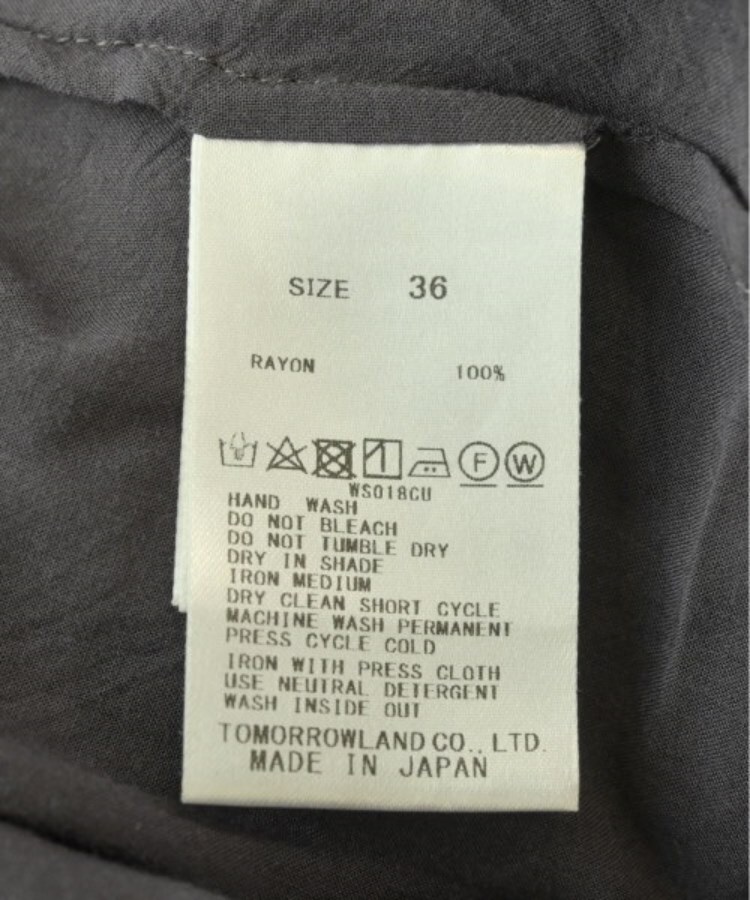 SIZE 36
RAYON 100%
F W
WS018CU
HAND WASH
DO NOT BLEACH
DO NOT TUMBLE DRY
DRY IN SHADE
IRON MEDIUM
DRY CLEAN SHORT CYCLE
MACHINE WASH PERMANENT
PRESS CYCLE COLD
IRON WITH PRESS CLOTH
USE NEUTRAL DETERGENT
WASH INSIDE OUT
TOMORROWLAND CO., LTD.
MADE IN JAPAN